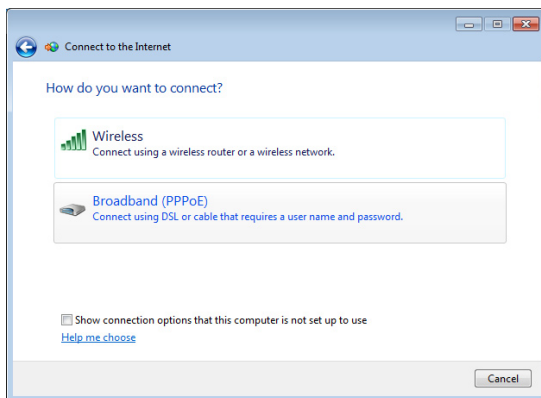 Connect to the Internet
How do you want to connect?
Wireless
Connect using a wireless router or a wireless network.
Broadband (PPPoE)
Connect using DSL or cable that requires a user name and password.
Show connection options that this computer is not set up to use
Help me choose
Cancel